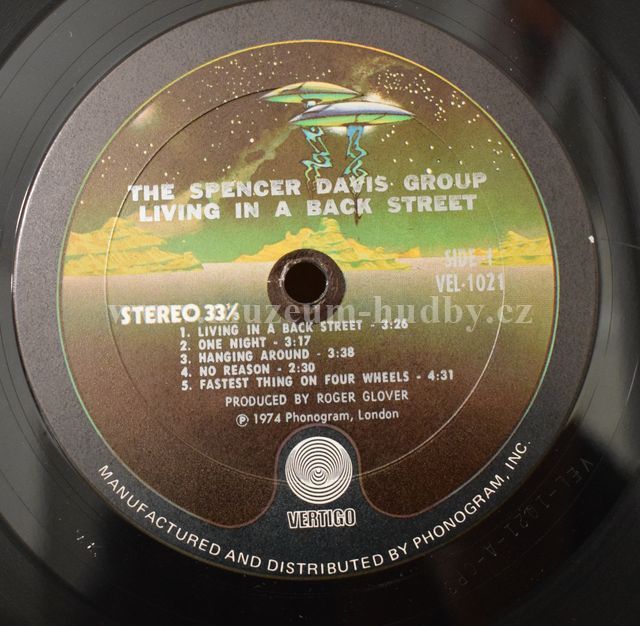 THE SPENCER DAVIS GROUP
LIVING IN A BACK STREET
SIDE 1
VEL-1021
www.muzeum-hudby.cz
STEREO 33⅓
1. LIVING IN A BACK STREET - 3:26
2. ONE NIGHT - 3:17
3. HANGING AROUND - 3:38
4. NO REASON - 2:30
5. FASTEST THING ON FOUR WHEELS - 4:31
PRODUCED BY ROGER GLOVER
℗ 1974 Phonogram, London
VERTIGO
MANUFACTURED AND DISTRIBUTED BY PHONOGRAM, INC.